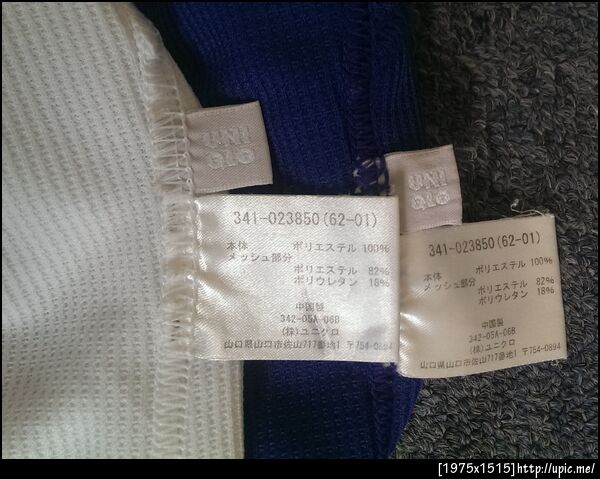 UNI
QLO
341-023850(62-01)
本体 ポリエステル 100%
メッシュ部分
ポリエステル 82%
ポリウレタン 18%
中国製
342-05A-06B
(株)ユニクロ
山口県山口市佐山717番地1 〒754-0894
UNI
QLO
341-023850(62-01)
本体 ポリエステル 100%
メッシュ部分
ポリエステル 82%
ポリウレタン 18%
中国製
342-05A-06B
(株)ユニクロ
山口県山口市佐山717番地1 〒754-0894
[1975x1515]http://upic.me/